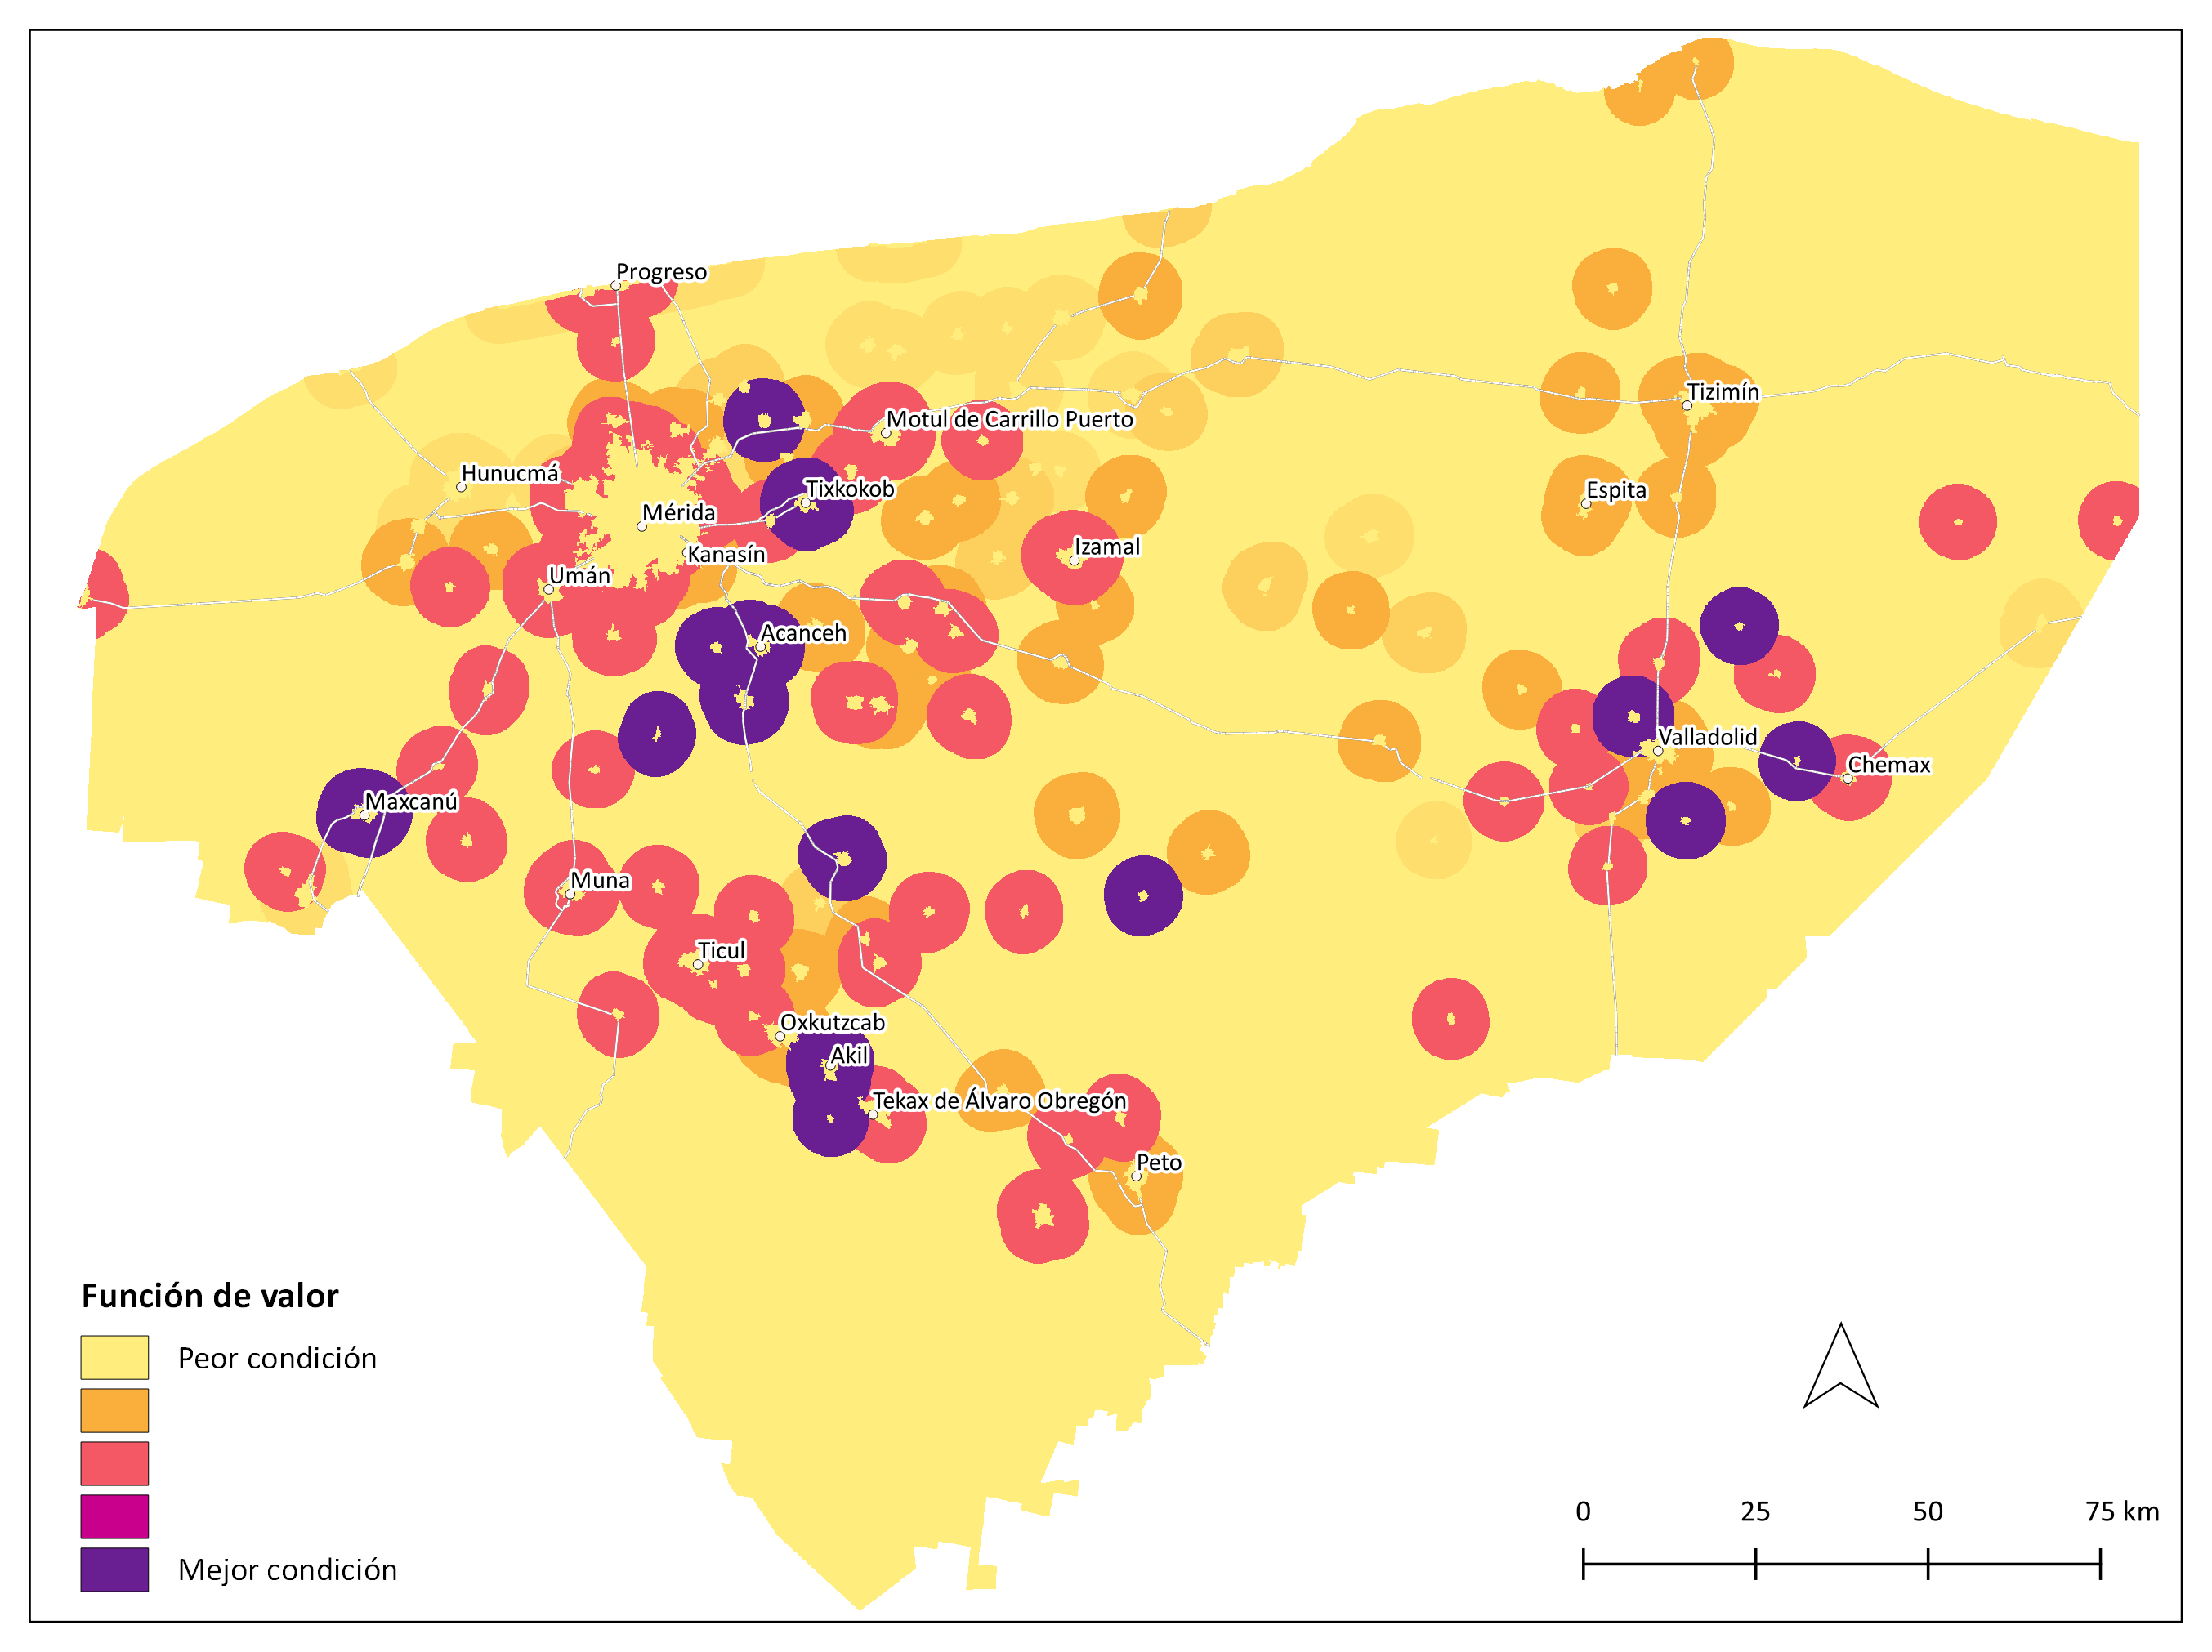 Progreso
Tizimín
Motul de Carrillo Puerto
Hunucmá
Tixkokob
Espita
Mérida
Kanasín
Izamal
Umán
Acanceh
Valladolid
Chemax
Maxcanú
Muna
Ticul
Oxkutzcab
Akil
Tekax de Álvaro Obregón
Peto
Función de valor
Peor condición
Mejor condición
0 25 50 75 km